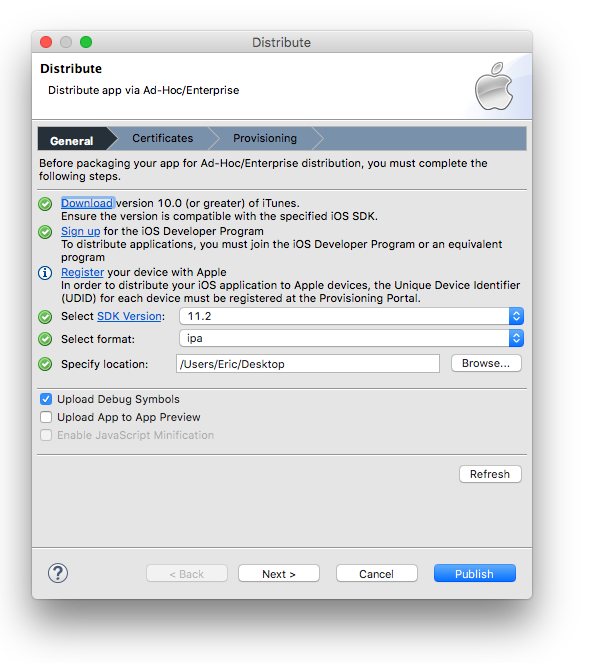 Distribute
Distribute
Distribute app via Ad-Hoc/Enterprise
General Certificates Provisioning
Before packaging your app for Ad-Hoc/Enterprise distribution, you must complete the
following steps.
Download version 10.0 (or greater) of iTunes.
Ensure the version is compatible with the specified iOS SDK.
Sign up for the iOS Developer Program
To distribute applications, you must join the iOS Developer Program or an equivalent
program
Register your device with Apple
In order to distribute your iOS application to Apple devices, the Unique Device Identifier
(UDID) for each device must be registered at the Provisioning Portal.
Select SDK Version: 11.2
Select format: ipa
Specify location: /Users/Eric/Desktop Browse...
Upload Debug Symbols
Upload App to App Preview
Enable JavaScript Minification
Refresh
? < Back Next > Cancel Publish